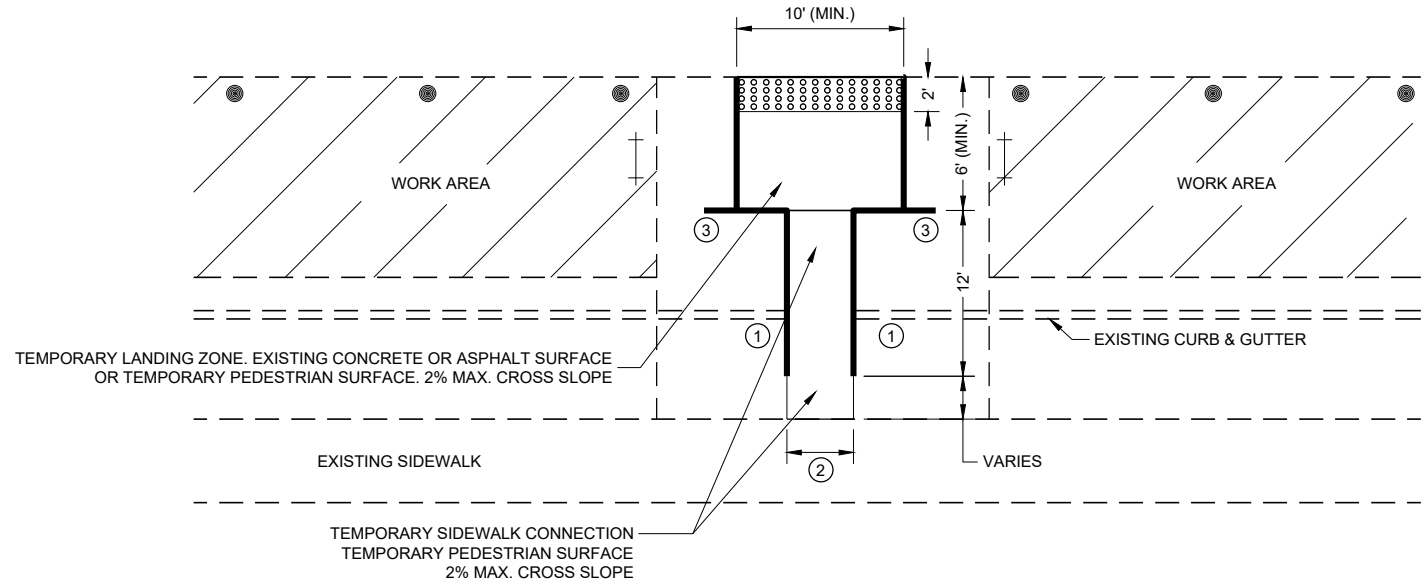 10' (MIN.)
2'
6' (MIN.)
WORK AREA
WORK AREA
3
3
12'
1
1
EXISTING CURB & GUTTER
TEMPORARY LANDING ZONE. EXISTING CONCRETE OR ASPHALT SURFACE
OR TEMPORARY PEDESTRIAN SURFACE. 2% MAX. CROSS SLOPE
EXISTING SIDEWALK
2
VARIES
TEMPORARY SIDEWALK CONNECTION
TEMPORARY PEDESTRIAN SURFACE
2% MAX. CROSS SLOPE